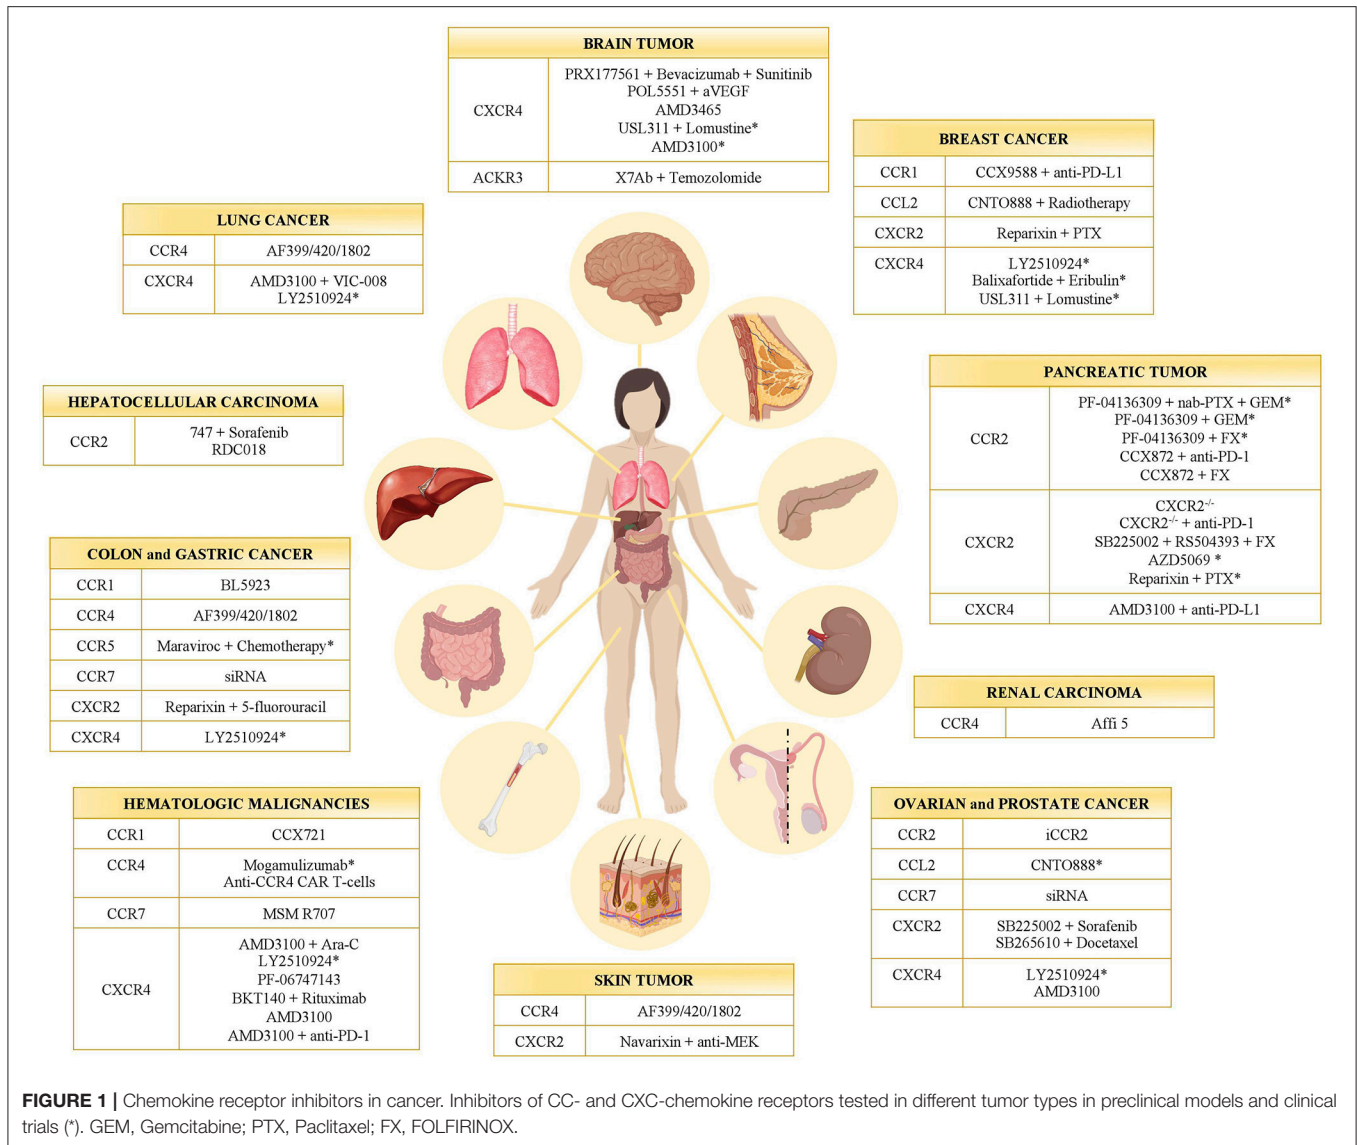 BRAIN TUMOR
CXCR4
PRX177561 + Bevacizumab + Sunitinib
POL5551 + aVEGF
AMD3465
USL311 + Lomustine*
AMD3100*
ACKR3
X7Ab + Temozolomide
BREAST CANCER
CCR1
CCX9588 + anti-PD-L1
CCL2
CNTO888 + Radiotherapy
CXCR2
Reparixin + PTX
CXCR4
LY2510924*
Balixafortide + Eribulin*
USL311 + Lomustine*
LUNG CANCER
CCR4
AF399/420/1802
CXCR4
AMD3100 + VIC-008
LY2510924*
PANCREATIC TUMOR
CCR2
PF-04136309 + nab-PTX + GEM*
PF-04136309 + GEM*
PF-04136309 + FX*
CCX872 + anti-PD-1
CCX872 + FX
CXCR2
CXCR2-/-
CXCR2-/- + anti-PD-1
SB225002 + RS504393 + FX
AZD5069 *
Reparixin + PTX*
CXCR4
AMD3100 + anti-PD-L1
HEPATOCELLULAR CARCINOMA
CCR2
747 + Sorafenib
RDC018
COLON and GASTRIC CANCER
CCR1
BL5923
CCR4
AF399/420/1802
CCR5
Maraviroc + Chemotherapy*
CCR7
siRNA
CXCR2
Reparixin + 5-fluorouracil
CXCR4
LY2510924*
RENAL CARCINOMA
CCR4
Affi 5
HEMATOLOGIC MALIGNANCIES
CCR1
CCX721
CCR4
Mogamulizumab*
Anti-CCR4 CAR T-cells
CCR7
MSM R707
CXCR4
AMD3100 + Ara-C
LY2510924*
PF-06747143
BKT140 + Rituximab
AMD3100
AMD3100 + anti-PD-1
OVARIAN and PROSTATE CANCER
CCR2
iCCR2
CCL2
CNTO888*
CCR7
siRNA
CXCR2
SB225002 + Sorafenib
SB265610 + Docetaxel
CXCR4
LY2510924*
AMD3100
SKIN TUMOR
CCR4
AF399/420/1802
CXCR2
Navarixin + anti-MEK
FIGURE 1 | Chemokine receptor inhibitors in cancer. Inhibitors of CC- and CXC-chemokine receptors tested in different tumor types in preclinical models and clinical
trials (*). GEM, Gemcitabine; PTX, Paclitaxel; FX, FOLFIRINOX.